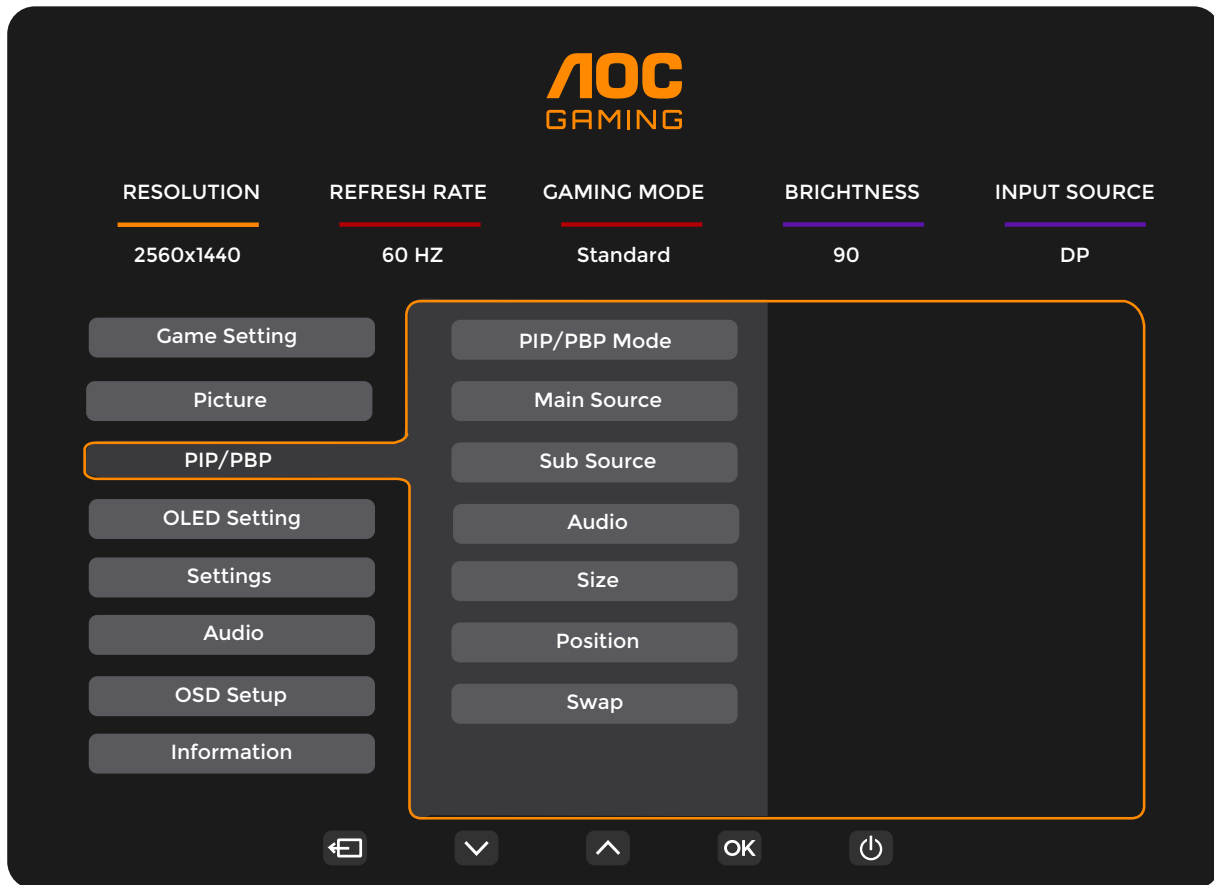 AOC
GAMING
RESOLUTION REFRESH RATE GAMING MODE BRIGHTNESS INPUT SOURCE
2560x1440 60 HZ Standard 90 DP
Game Setting
Picture
PIP/PBP
OLED Setting
Settings
Audio
OSD Setup
Information
PIP/PBP Mode
Main Source
Sub Source
Audio
Size
Position
Swap
OK